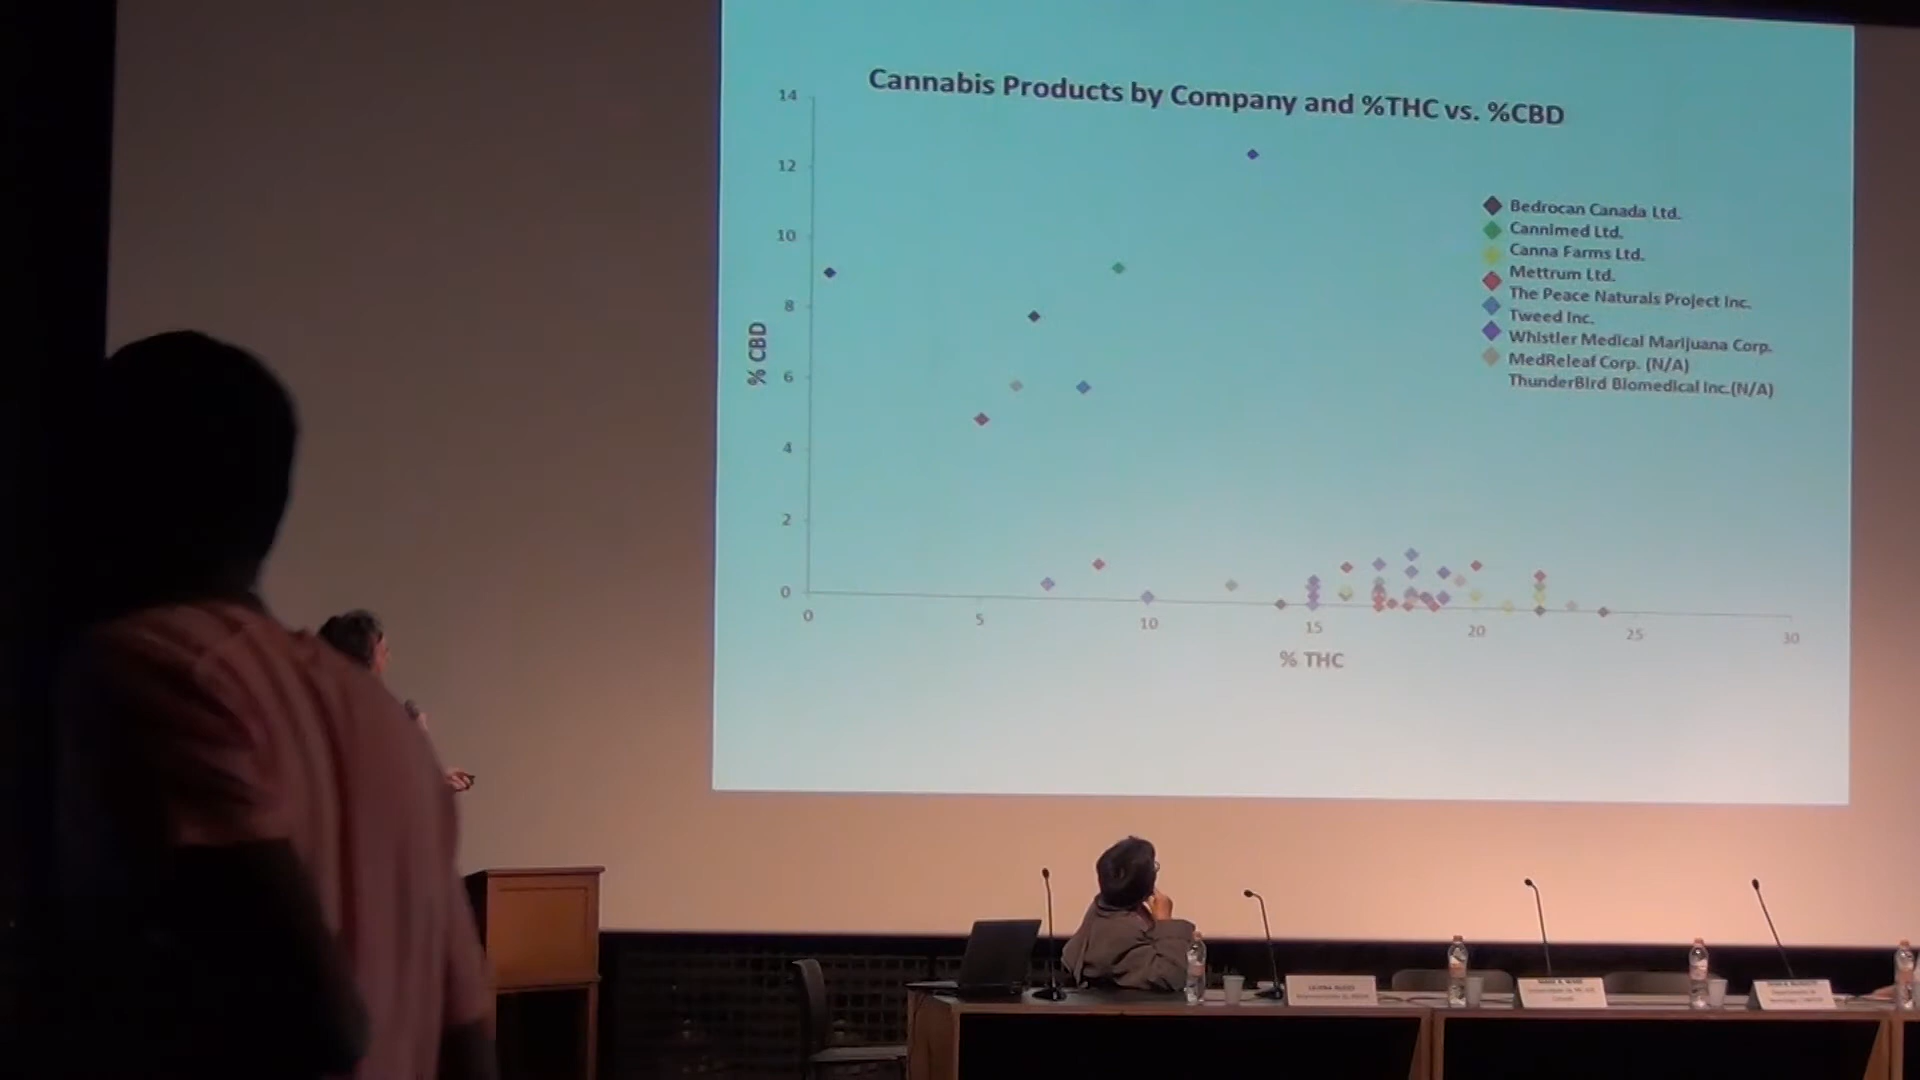 Cannabis Products by Company and %THC vs. %CBD
14
12
10
8
6
4
2
0
% CBD
0
5
10
15
20
25
30
% THC
Bedrocan Canada Ltd.
Cannimed Ltd.
Canna Farms Ltd.
Mettrum Ltd.
The Peace Naturals Project Inc.
Tweed Inc.
Whistler Medical Marijuana Corp.
MedReleaf Corp. (N/A)
ThunderBird Biomedical Inc.(N/A)